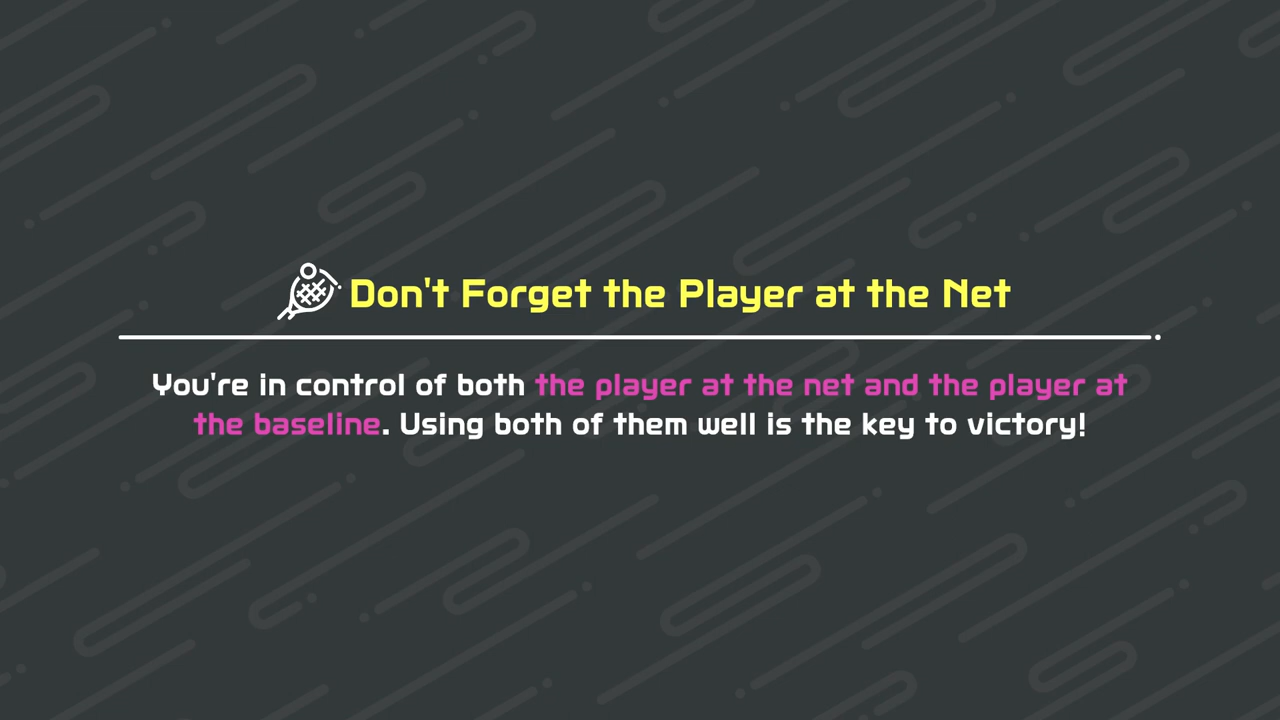 Don't Forget the Player at the Net
You're in control of both the player at the net and the player at
the baseline. Using both of them well is the key to victory!